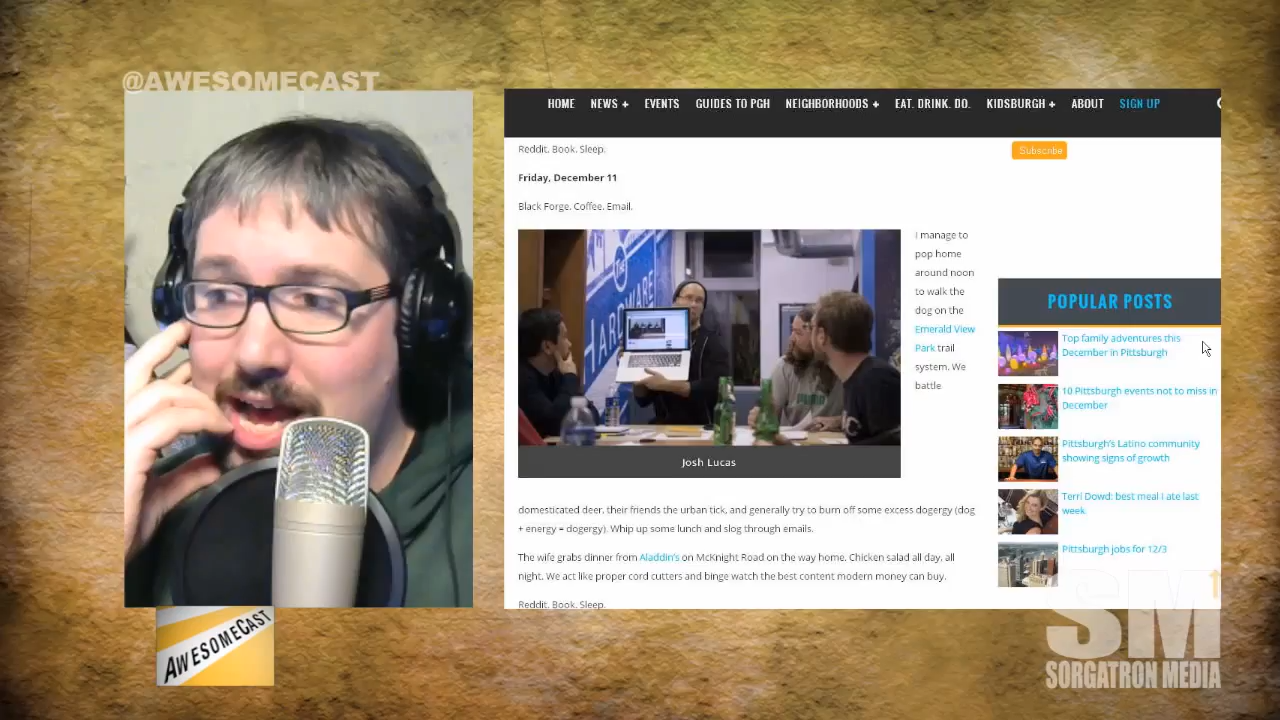 @AWESOMECAST
HOME NEWS + EVENTS GUIDES TO PGH NEIGHBORHOODS + EAT. DRINK. DO. KIDSBURGH + ABOUT SIGN UP
Reddit. Book. Sleep.
Friday, December 11
Black Forge. Coffee. Email.
I manage to
pop home
around noon
to walk the
dog on the
Emerald View
Park trail
system. We
battle
Josh Lucas
domesticated deer, their friends the urban tick, and generally try to burn off some excess dogergy (dog
+ energy = dogergy). Whip up some lunch and slog through emails.
The wife grabs dinner from Aladdin's on McKnight Road on the way home. Chicken salad all day, all
night. We act like proper cord cutters and binge watch the best content modern money can buy.
Reddit. Book. Sleep.
Subscribe
POPULAR POSTS
Top family adventures this
December in Pittsburgh
10 Pittsburgh events not to miss in
December
Pittsburgh's Latino community
showing signs of growth
Terri Dowd: best meal I ate last
week
Pittsburgh jobs for 12/3
AWESOMECAST
SM
SORGATRON MEDIA